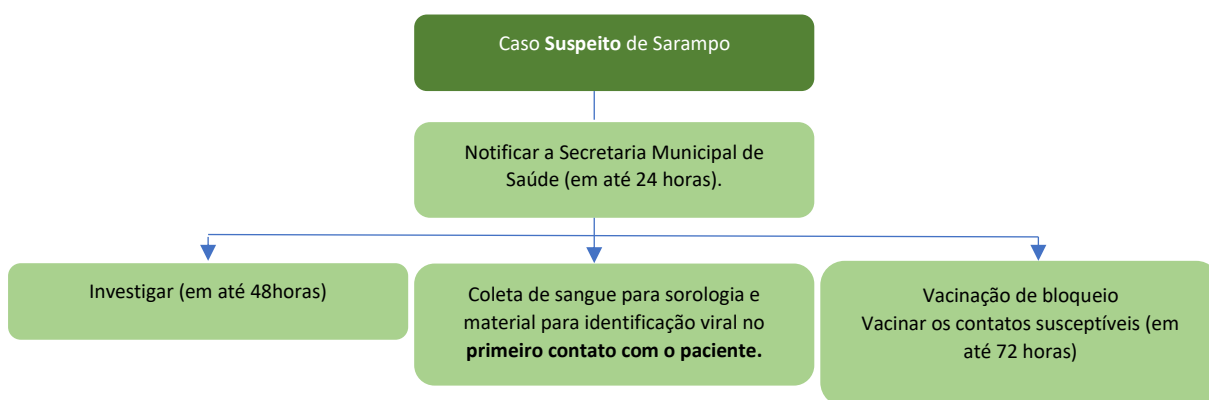 Caso Suspeito de Sarampo
Notificar a Secretaria Municipal de
Saúde (em até 24 horas).
Investigar (em até 48horas)
Coleta de sangue para sorologia e
material para identificação viral no
primeiro contato com o paciente.
Vacinação de bloqueio
Vacinar os contatos susceptíveis (em
até 72 horas)